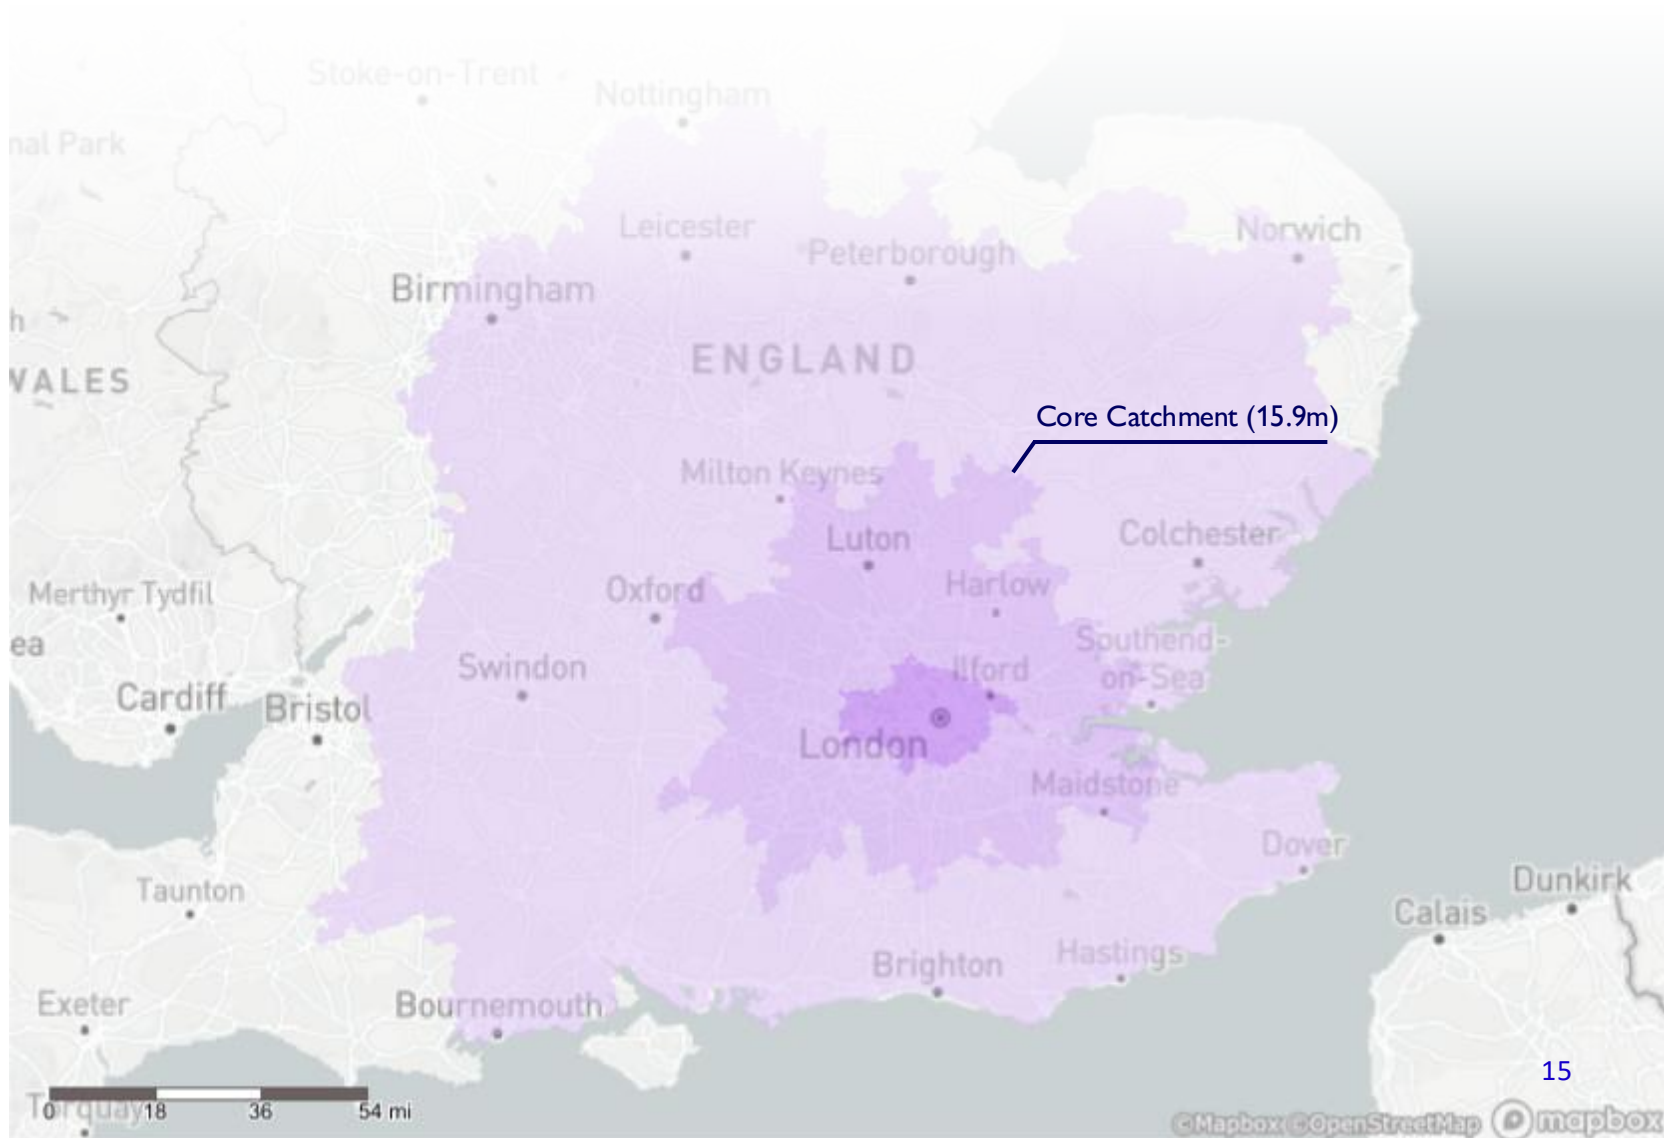 Stoke-on-Trent
Nottingham
nal Park
Leicester
Norwich
Peterborough
Birmingham
h
ENGLAND
WALES
Core Catchment (15.9m)
Milton Keynes
Colchester
Luton
Harlow
Oxford
Merthyr Tydfil
Southend-
on-Sea
ea
Ilford
Swindon
Cardiff
Bristol
London
Maidstone
Dover
Dunkirk
Taunton
Calais
Hastings
Brighton
Exeter
Bournemouth
15
Torquay
0 18 36 54 mi
©Mapbox ©OpenStreetMap mapbox